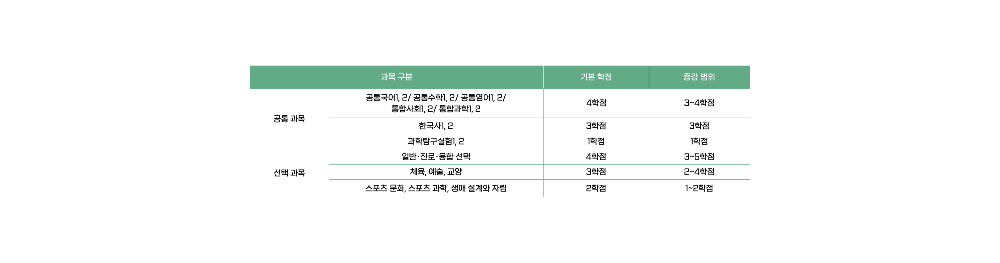 과목 구분 기본 학점 증감 범위
공통 과목
공통국어1, 2/ 공통수학1, 2/ 공통영어1, 2/
통합사회1, 2/ 통합과학1, 2
4학점 3~4학점
한국사1, 2 3학점 3학점
과학탐구실험1, 2 1학점 1학점
선택 과목
일반·진로·융합 선택 4학점 3~5학점
체육, 예술, 교양 3학점 2~4학점
스포츠 문화, 스포츠 과학, 생애 설계와 자립 2학점 1~2학점